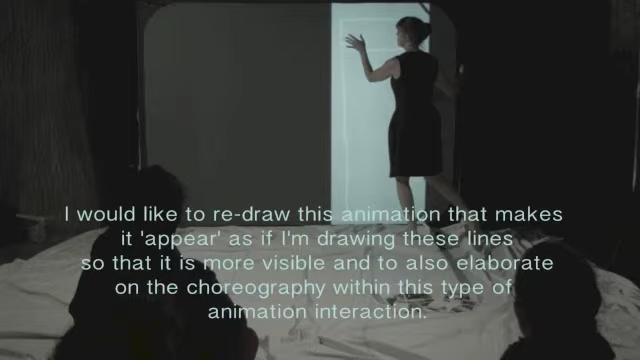 I would like to re-draw this animation that makes
it 'appear' as if I'm drawing these lines
so that it is more visible and to also elaborate
on the choreography within this type of
animation interaction.